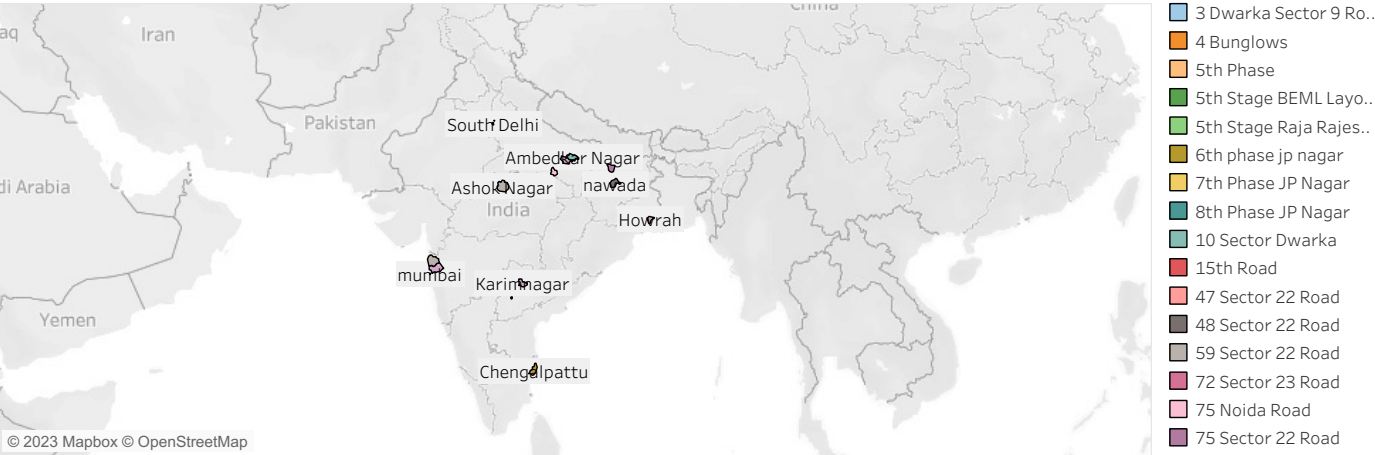 China
Iran
aq
Pakistan
South Delhi
Ambedkar Nagar
di Arabia
Ashok Nagar
nawada
India
Howrah
mumbai
Karimnagar
Yemen
Chengalpattu
© 2023 Mapbox © OpenStreetMap
3 Dwarka Sector 9 Ro..
4 Bunglows
5th Phase
5th Stage BEML Layo..
5th Stage Raja Rajes..
6th phase jp nagar
7th Phase JP Nagar
8th Phase JP Nagar
10 Sector Dwarka
15th Road
47 Sector 22 Road
48 Sector 22 Road
59 Sector 22 Road
72 Sector 23 Road
75 Noida Road
75 Sector 22 Road